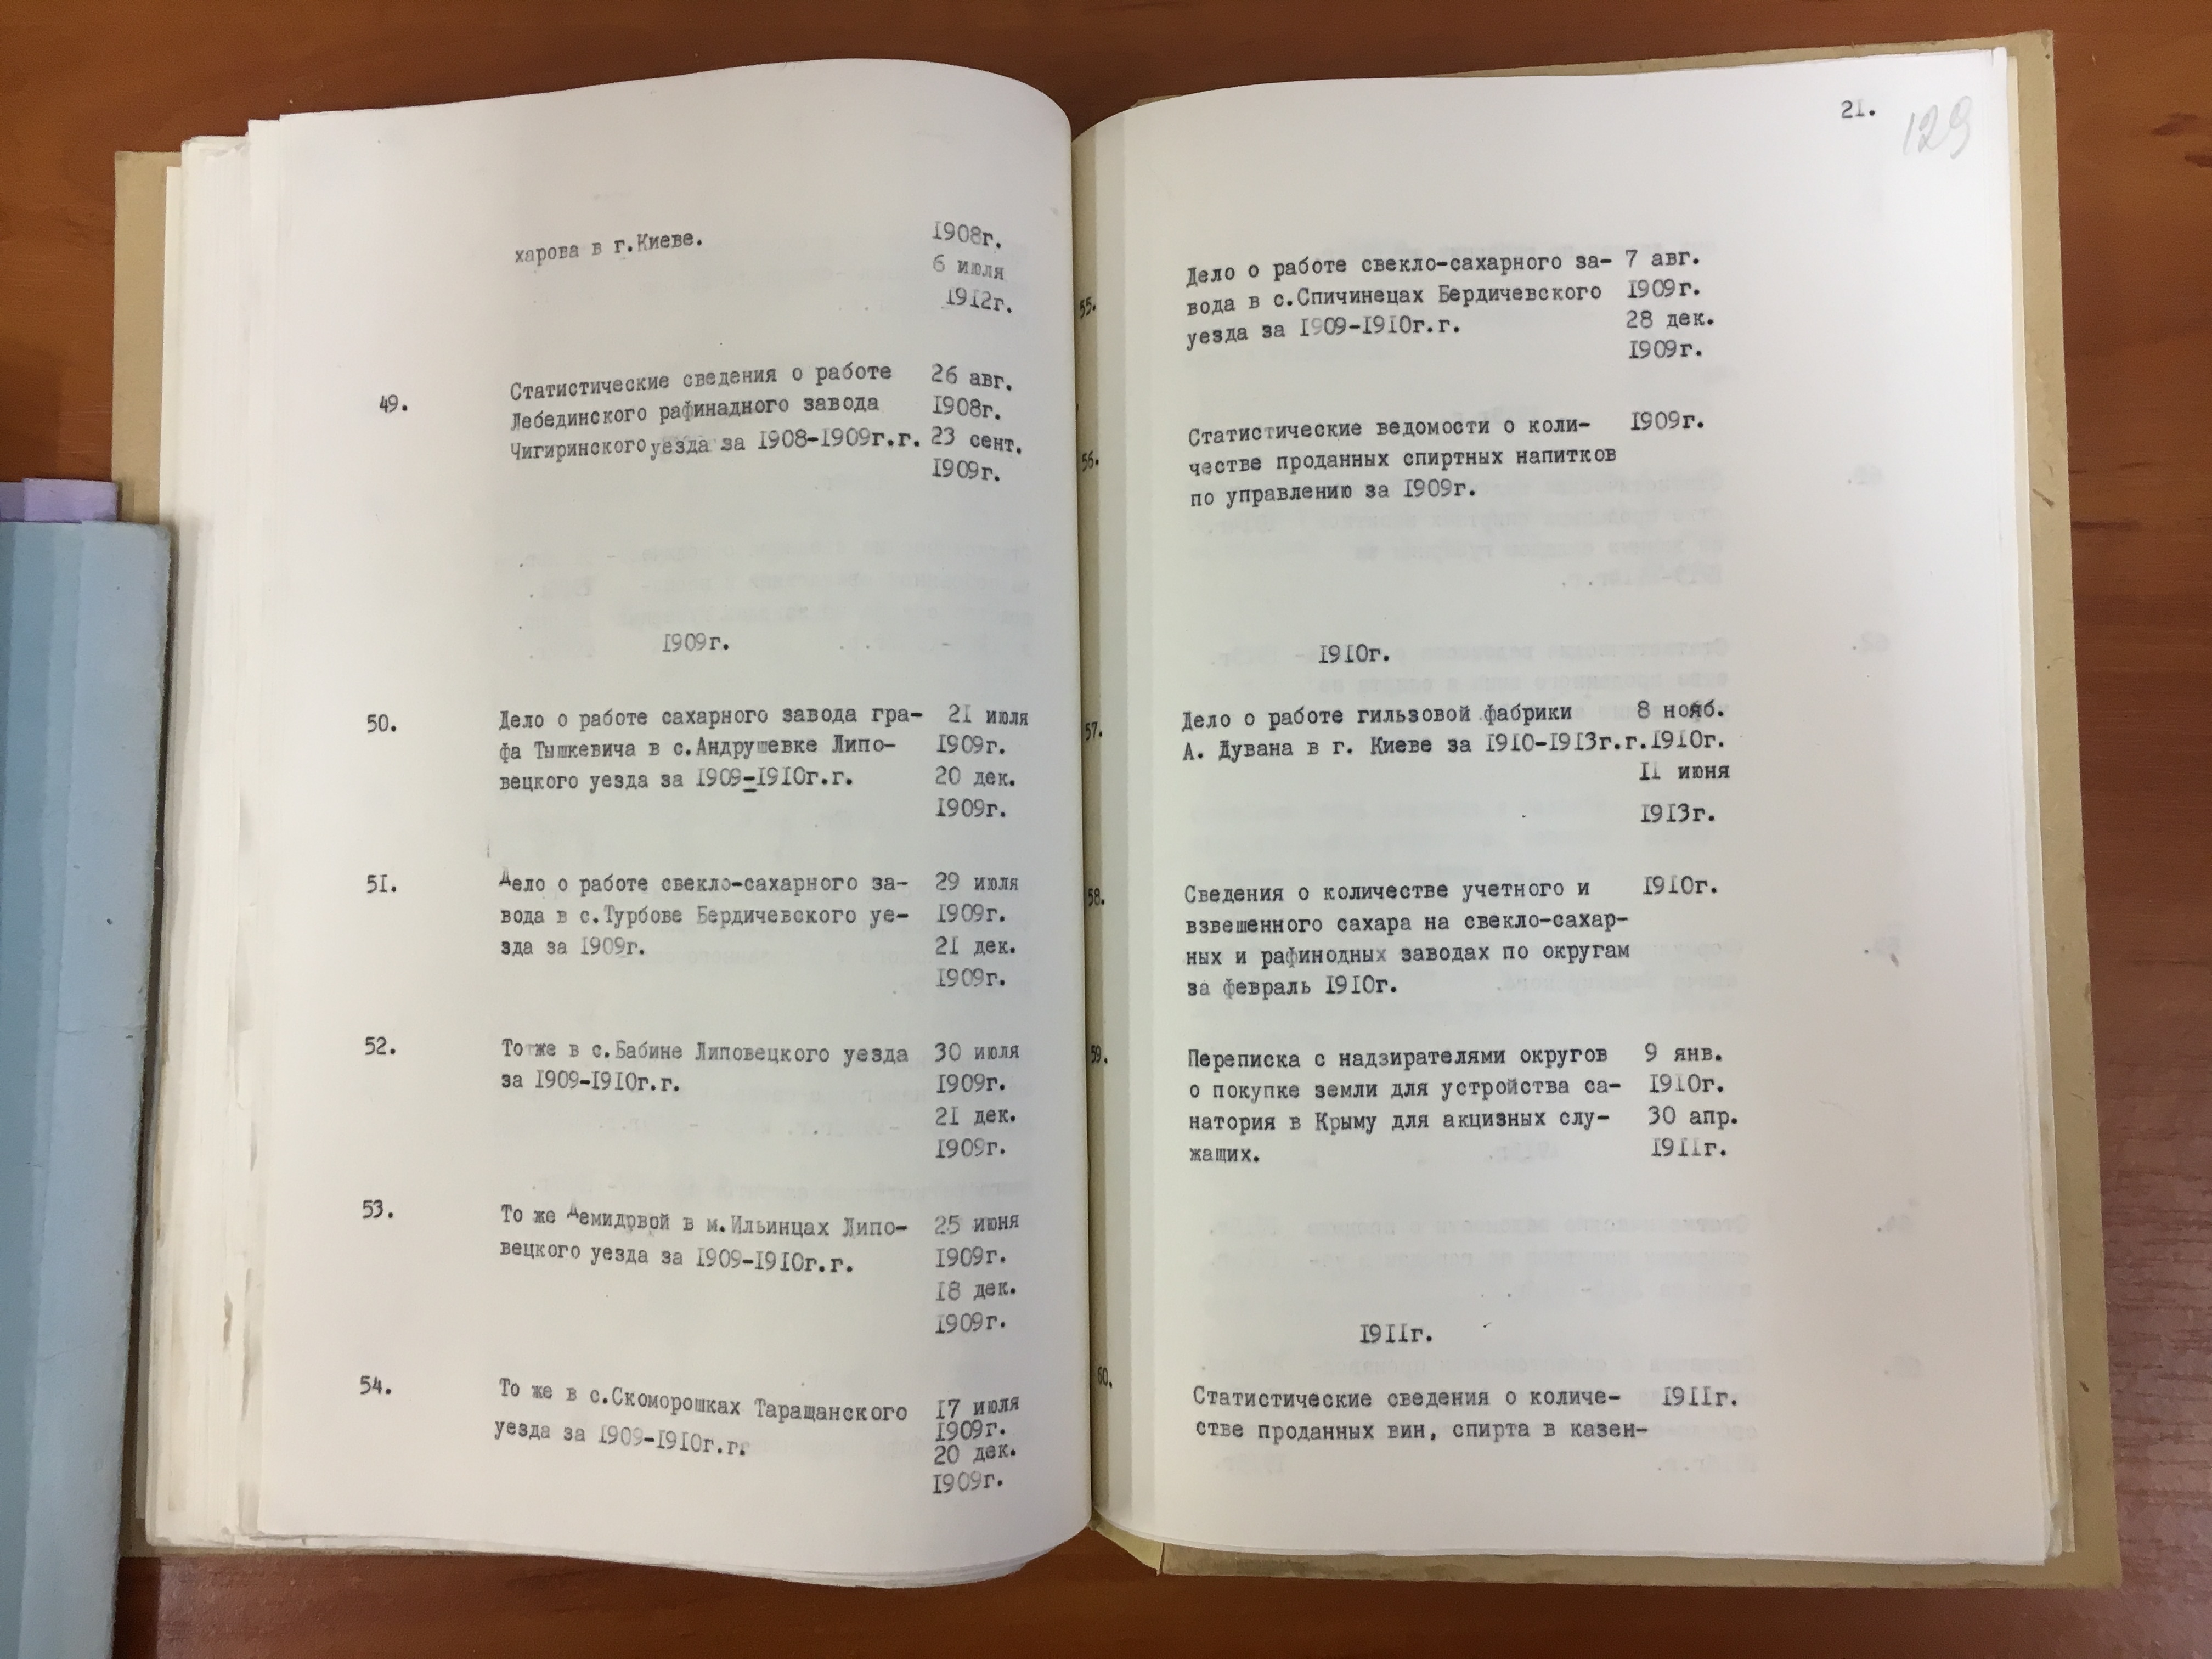 харова в г.Киеве. 1908г.
6 июля
1912г.
49. Статистические сведения о работе 26 авг.
Лебединского рафинадного завода 1908г.
Чигиринского уезда за 1908-1909г.г. 23 сент.
1909г.
1909г.
50. Дело о работе сахарного завода гра- 21 июля
фа Тышкевича в с.Андрушевке Липо- 1909г.
вецкого уезда за 1909-1910г.г. 20 дек.
1909г.
51. Дело о работе свекло-сахарного за- 29 июля
вода в с.Турбове Бердичевского уе- 1909г.
зда за 1909г. 21 дек.
1909г.
52. То же в с.Бабине Липовецкого уезда 30 июля
за 1909-1910г.г. 1909г.
21 дек.
1909г.
53. То же Демидовой в м.Ильинцах Липо- 25 июня
вецкого уезда за 1909-1910г.г. 1909г.
18 дек.
1909г.
54. То же в с.Скоморошках Таращанского 17 июля
уезда за 1909-1910г.г. 1909г.
20 дек.
1909г.
21.
129
55. Дело о работе свекло-сахарного за- 7 авг.
вода в с.Спичинецах Бердичевского 1909г.
уезда за 1909-1910г.г. 28 дек.
1909г.
56. Статистические ведомости о коли- 1909г.
честве проданных спиртных напитков
по управлению за 1909г.
1910г.
57. Дело о работе гильзовой фабрики 8 нояб.
А. Дувана в г. Киеве за 1910-1913г.г. 1910г.
11 июня
1913г.
58. Сведения о количестве учетного и 1910г.
взвешенного сахара на свекло-сахар-
ных и рафинодных заводах по округам
за февраль 1910г.
59. Переписка с надзирателями округов 9 янв.
о покупке земли для устройства са- 1910г.
натория в Крыму для акцизных слу- 30 апр.
жащих. 1911г.
1911г.
60. Статистические сведения о количе- 1911г.
стве проданных вин, спирта в казен-